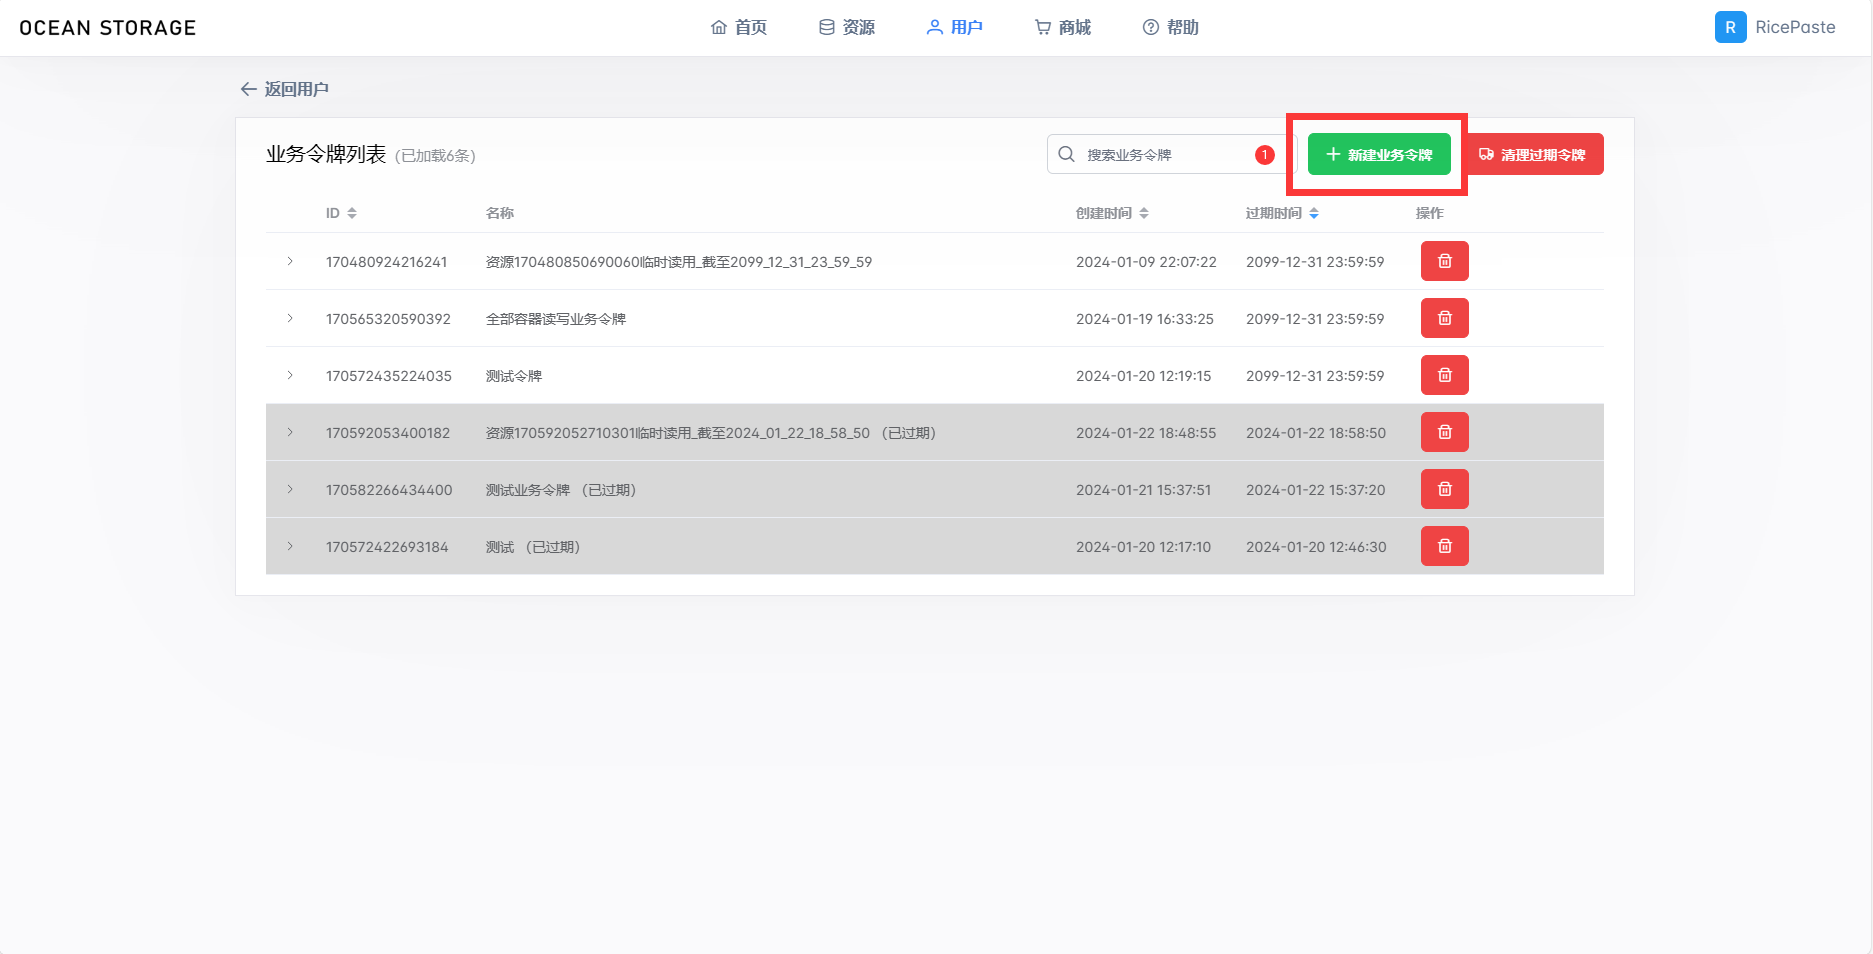 OCEAN STORAGE
首页
资源
用户
商城
帮助
R RicePaste
返回用户
业务令牌列表 (已加载6条)
搜索业务令牌
1
新建业务令牌
清理过期令牌
ID 名称 创建时间 过期时间 操作
170480924216241 资源170480850690060临时读用_截至2099_12_31_23_59_59 2024-01-09 22:07:22 2099-12-31 23:59:59
170565320590392 全部容器读写业务令牌 2024-01-19 16:33:25 2099-12-31 23:59:59
170572435224035 测试令牌 2024-01-20 12:19:15 2099-12-31 23:59:59
170592053400182 资源170592052710301临时读用_截至2024_01_22_18_58_50 （已过期） 2024-01-22 18:48:55 2024-01-22 18:58:50
170582266434400 测试业务令牌 （已过期） 2024-01-21 15:37:51 2024-01-22 15:37:20
170572422693184 测试 （已过期） 2024-01-20 12:17:10 2024-01-20 12:46:30